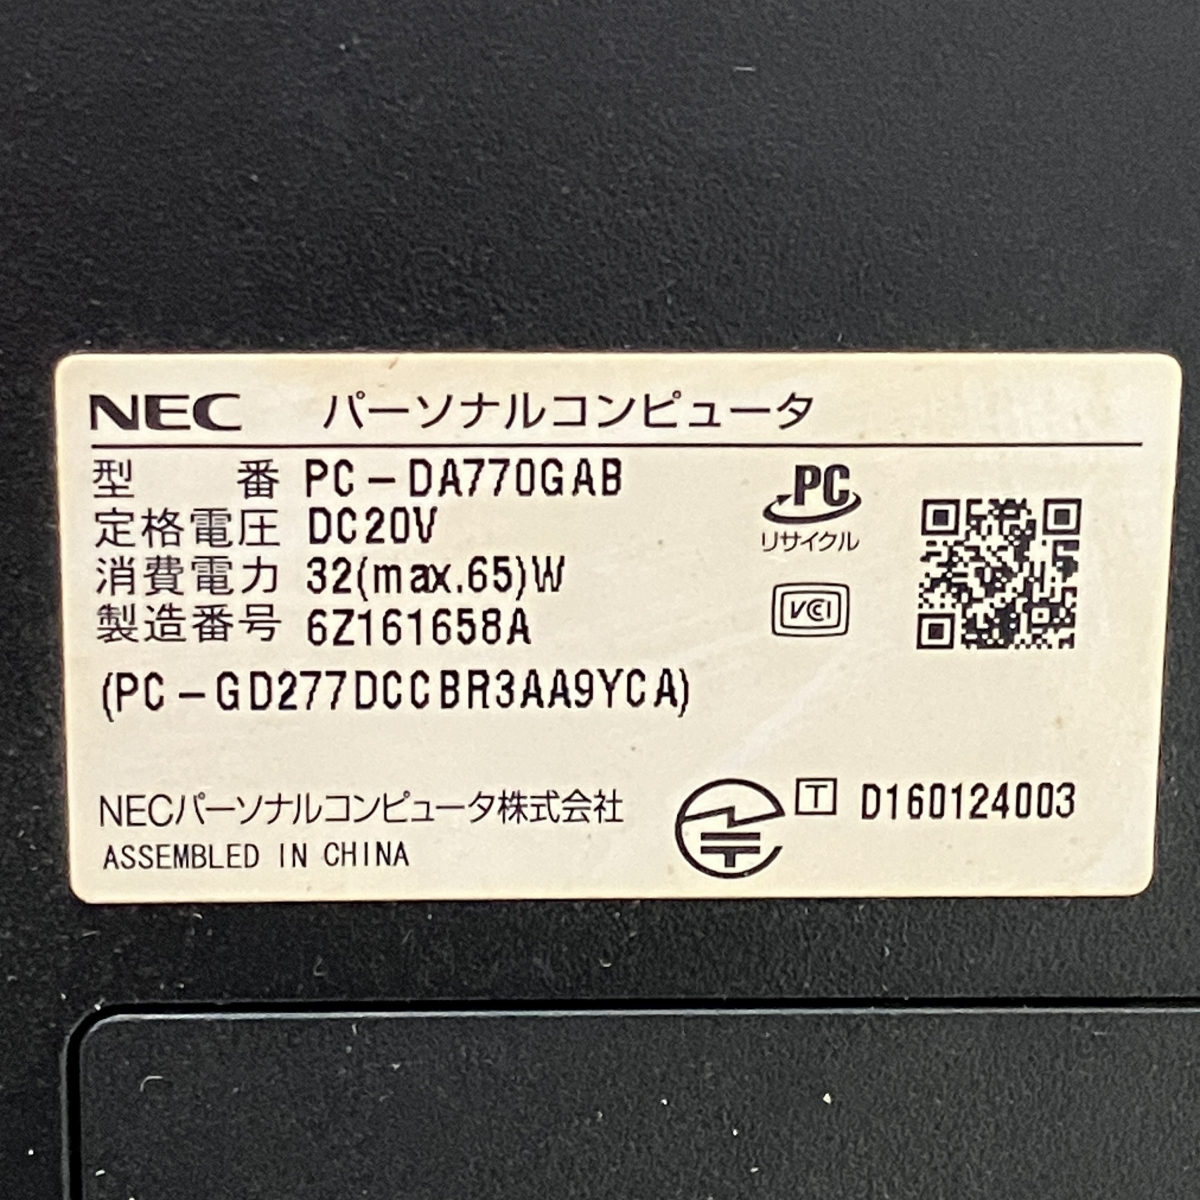 NEC パーソナルコンピュータ
型番 PC-DA770GAB
定格電圧 DC20V
消費電力 32(max.65)W
製造番号 6Z161658A
(PC-GD277DCCBR3AA9YCA)
PC
リサイクル
VCCI
NECパーソナルコンピュータ株式会社
ASSEMBLED IN CHINA
T D160124003